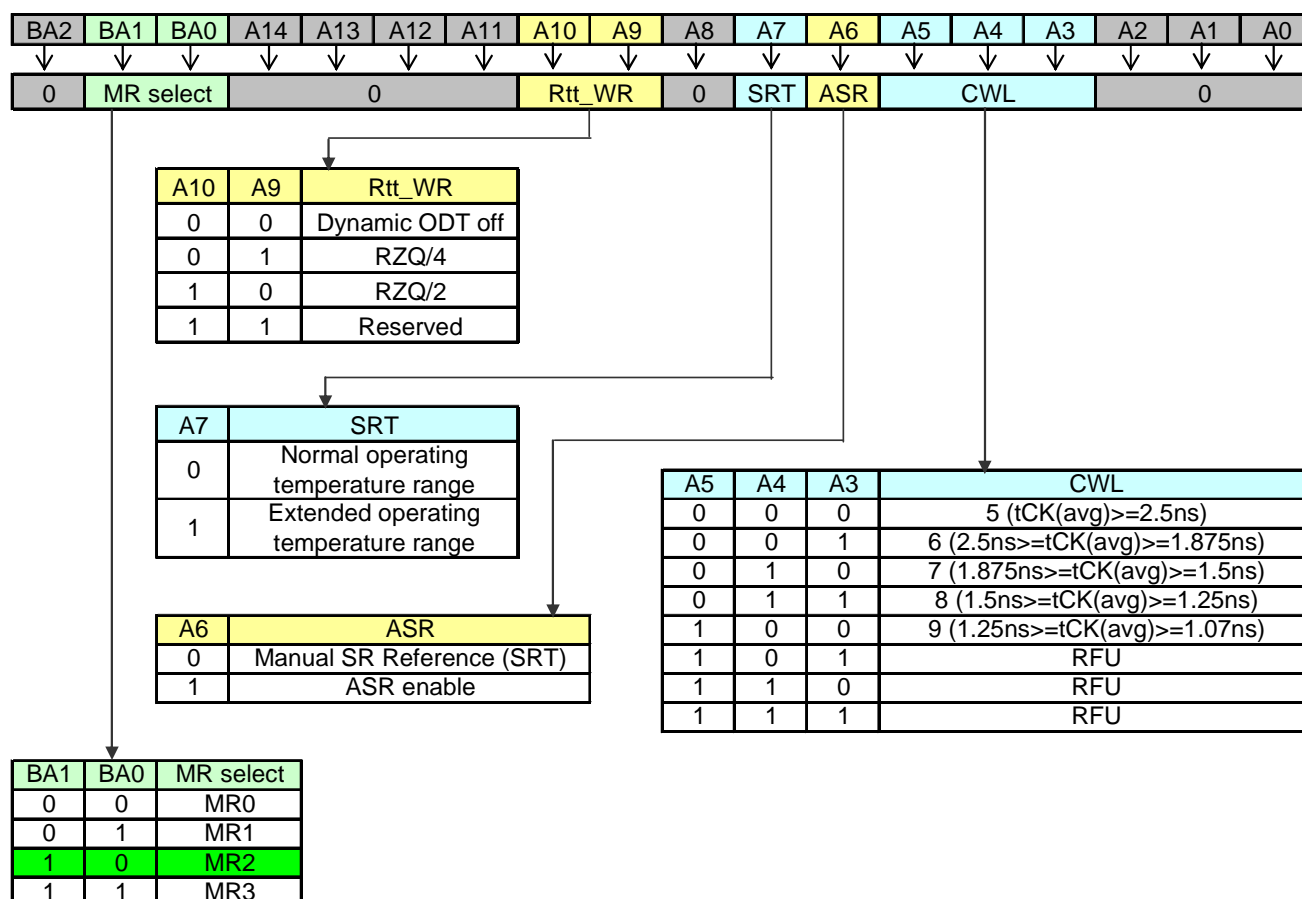 BA2 BA1 BA0 A14 A13 A12 A11 A10 A9 A8 A7 A6 A5 A4 A3 A2 A1 A0
0 MR select 0 Rtt_WR 0 SRT ASR CWL 0
A10 A9 Rtt_WR
0 0 Dynamic ODT off
0 1 RZQ/4
1 0 RZQ/2
1 1 Reserved
A7 SRT
0 Normal operating
temperature range
1 Extended operating
temperature range
A5 A4 A3 CWL
0 0 0 5 (tCK(avg)>=2.5ns)
0 0 1 6 (2.5ns>=tCK(avg)>=1.875ns)
0 1 0 7 (1.875ns>=tCK(avg)>=1.5ns)
0 1 1 8 (1.5ns>=tCK(avg)>=1.25ns)
1 0 0 9 (1.25ns>=tCK(avg)>=1.07ns)
1 0 1 RFU
1 1 0 RFU
1 1 1 RFU
A6 ASR
0 Manual SR Reference (SRT)
1 ASR enable
BA1 BA0 MR select
0 0 MR0
0 1 MR1
1 0 MR2
1 1 MR3